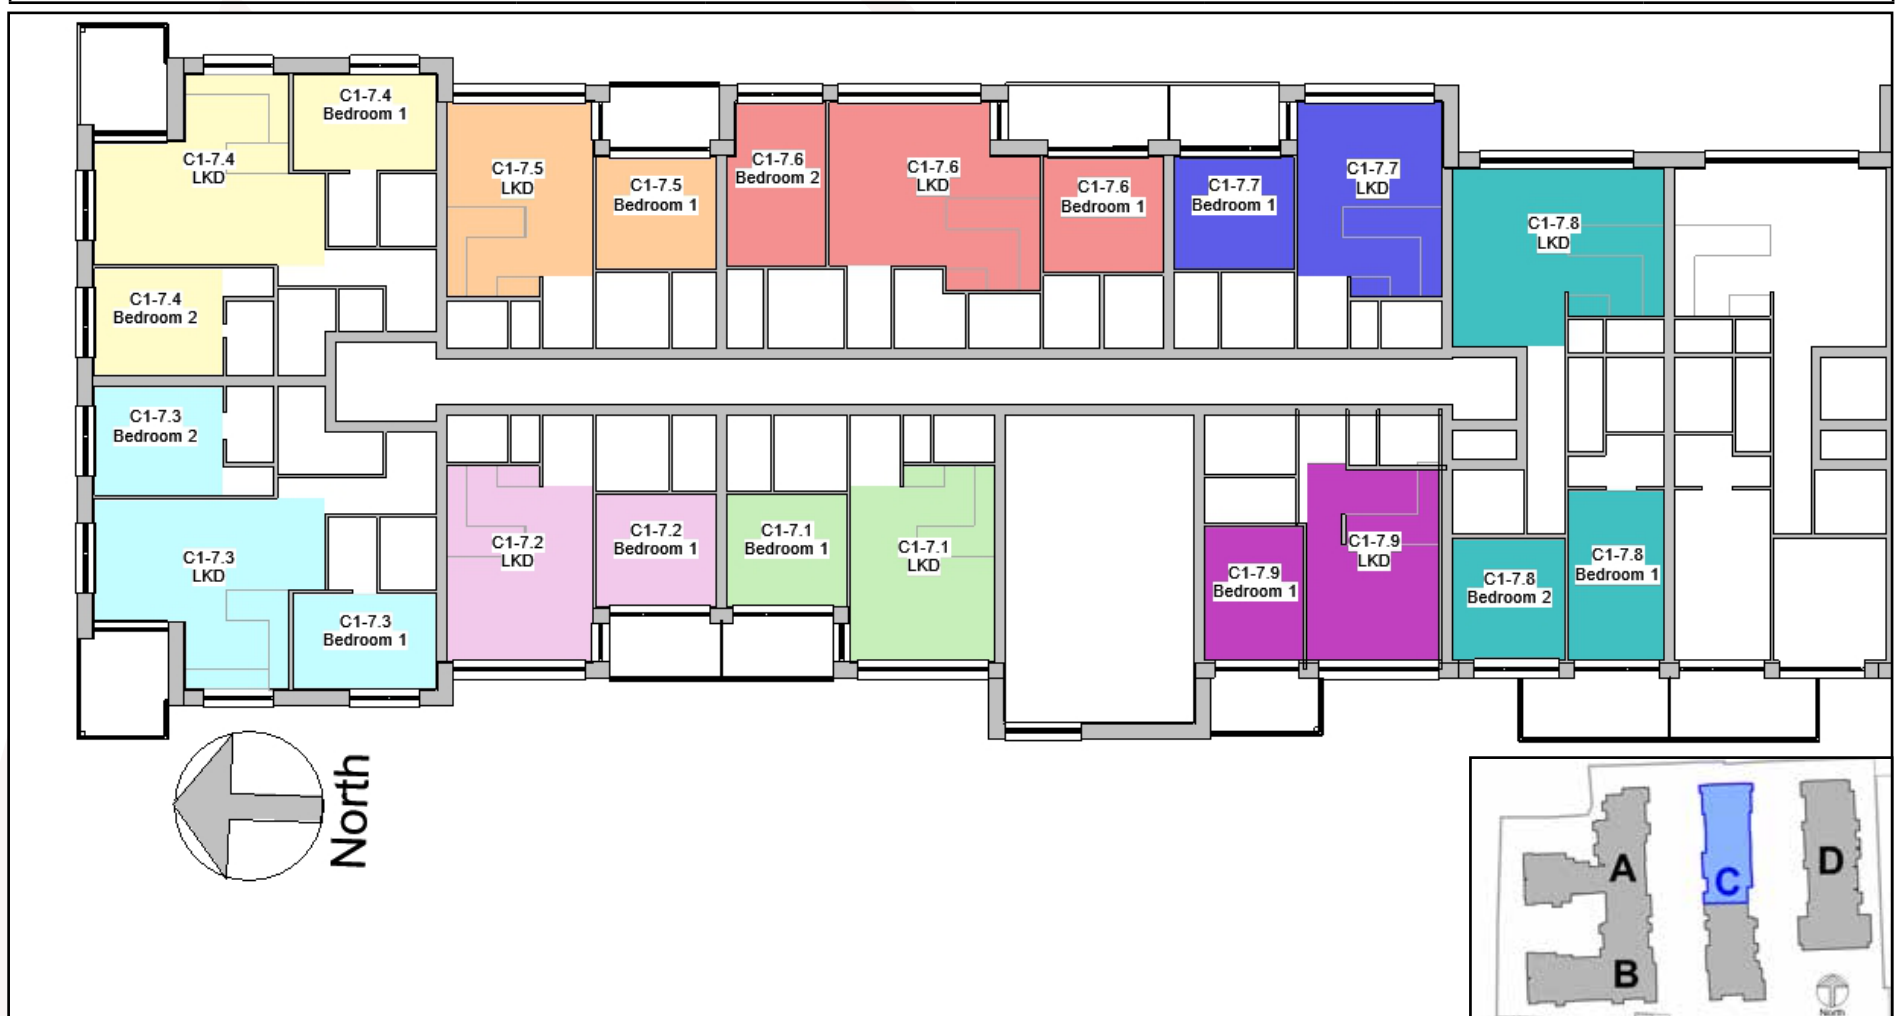 C1-7.4
Bedroom 1
C1-7.4
LKD
C1-7.5
LKD
C1-7.5
Bedroom 1
C1-7.6
Bedroom 2
C1-7.6
LKD
C1-7.6
Bedroom 1
C1-7.7
Bedroom 1
C1-7.7
LKD
C1-7.8
LKD
C1-7.4
Bedroom 2
C1-7.3
Bedroom 2
C1-7.3
LKD
C1-7.3
Bedroom 1
C1-7.2
LKD
C1-7.2
Bedroom 1
C1-7.1
Bedroom 1
C1-7.1
LKD
C1-7.9
Bedroom 1
C1-7.9
LKD
C1-7.8
Bedroom 2
C1-7.8
Bedroom 1
North
A
B
C
D
North